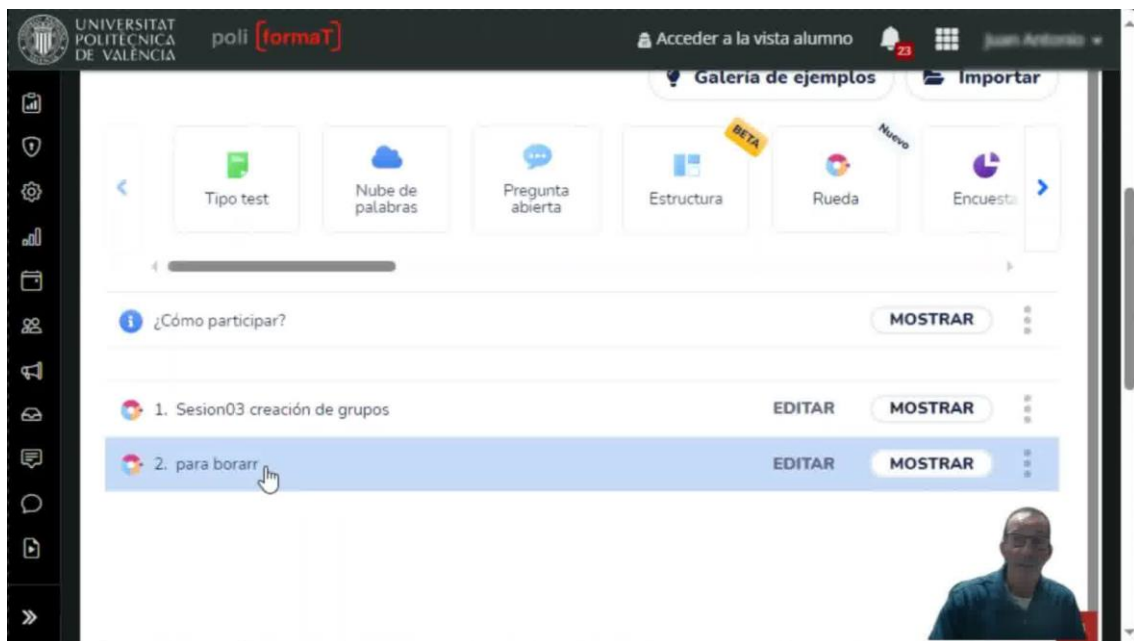 UNIVERSITAT
POLITÈCNICA
DE VALÈNCIA
poli [formaT]
Acceder a la vista alumno
23
Juan Antonio
Galería de ejemplos
Importar
BETA
Nuevo
Tipo test
Nube de
palabras
Pregunta
abierta
Estructura
Rueda
Encuesta
¿Cómo participar?
MOSTRAR
1. Sesion03 creación de grupos
EDITAR
MOSTRAR
2. para borarr
EDITAR
MOSTRAR